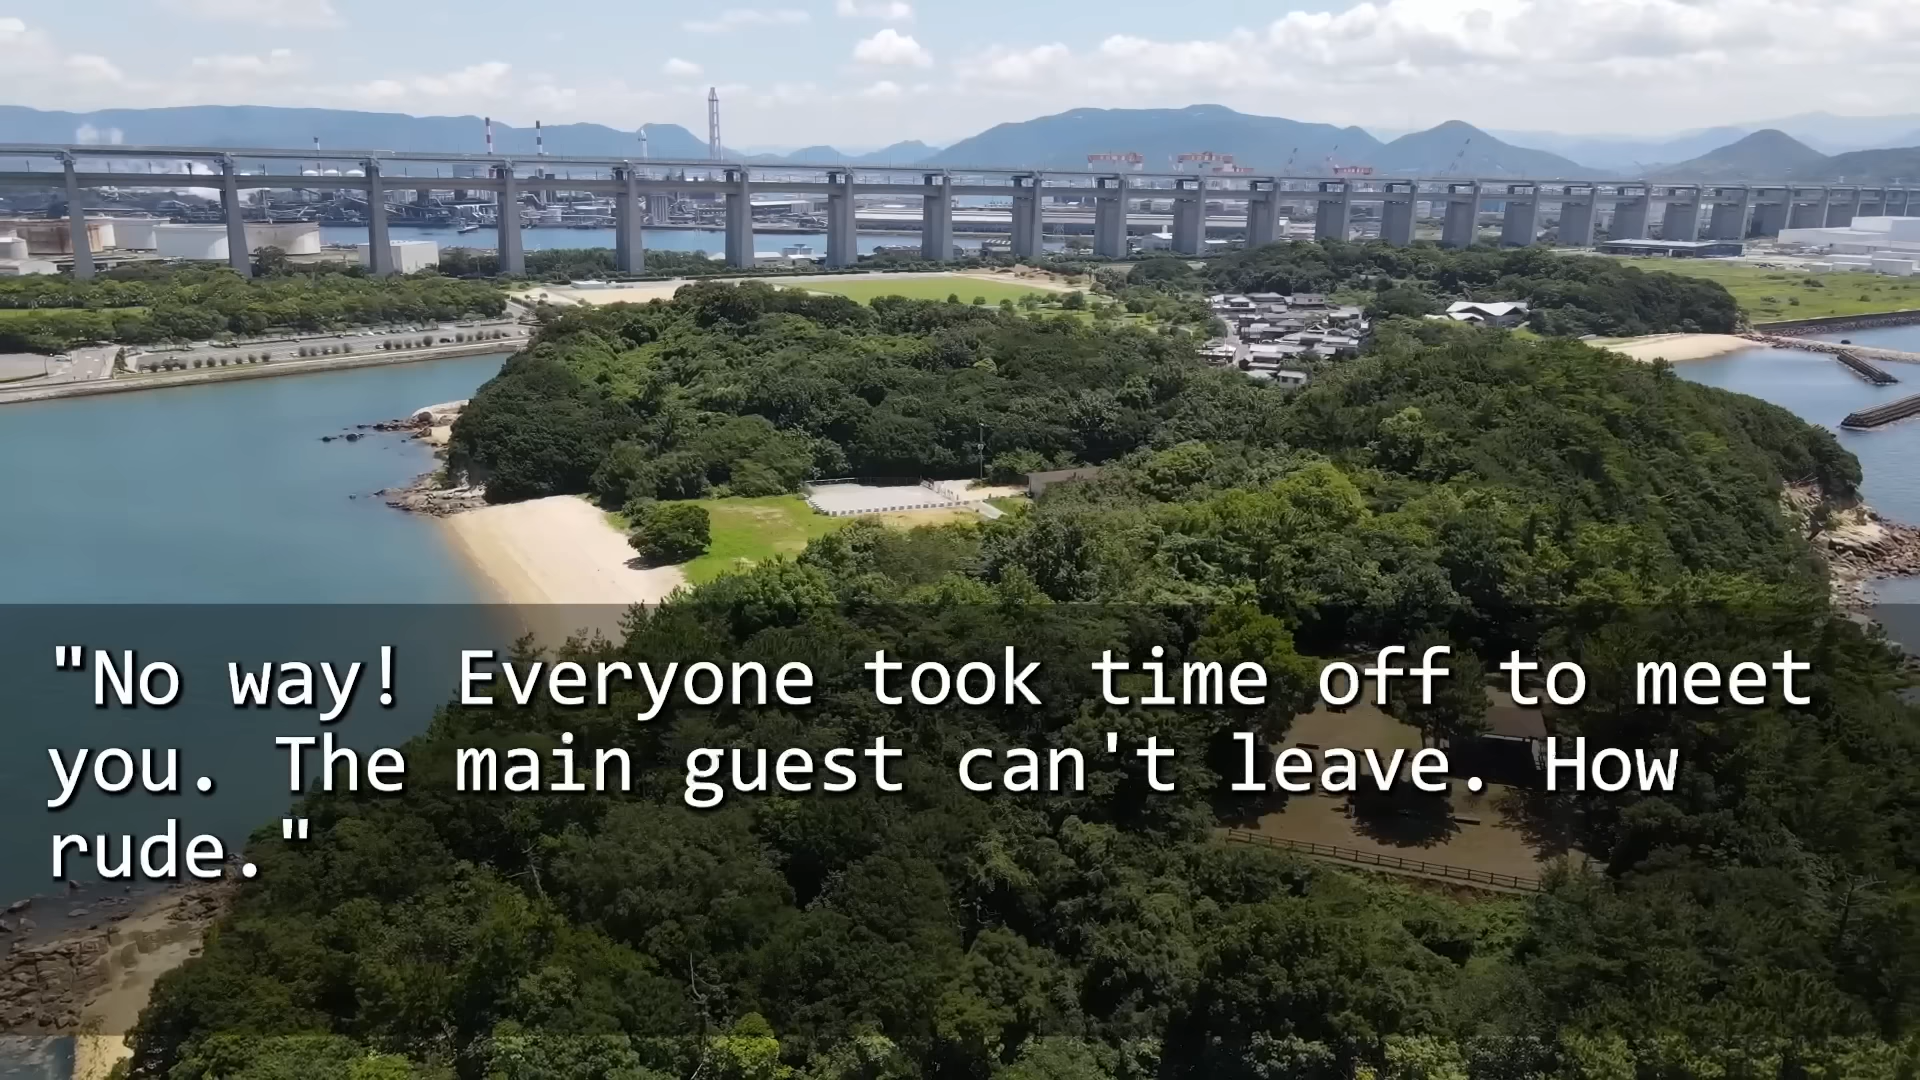 "No way! Everyone took time off to meet
you. The main guest can't leave. How
rude."